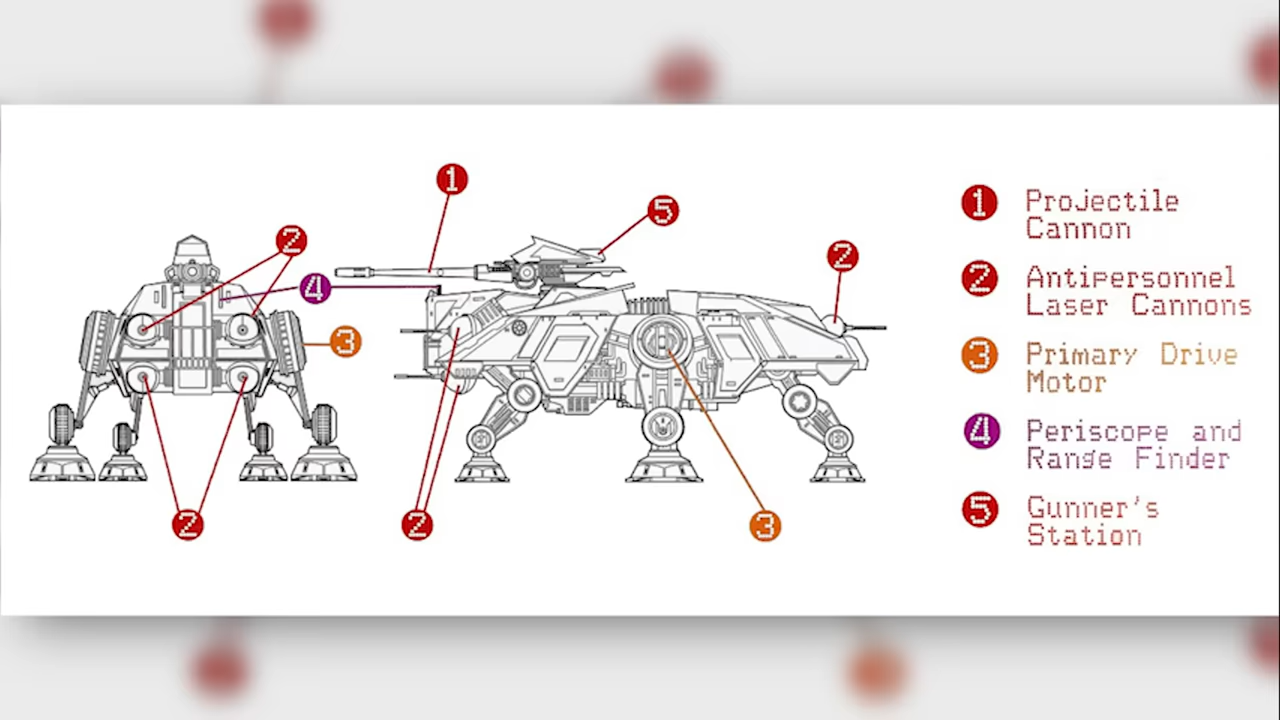 1
5
2
2
4
3
2
2
3
1 Projectile
Cannon
2 Antipersonnel
Laser Cannons
3 Primary Drive
Motor
4 Periscope and
Range Finder
5 Gunner's
Station